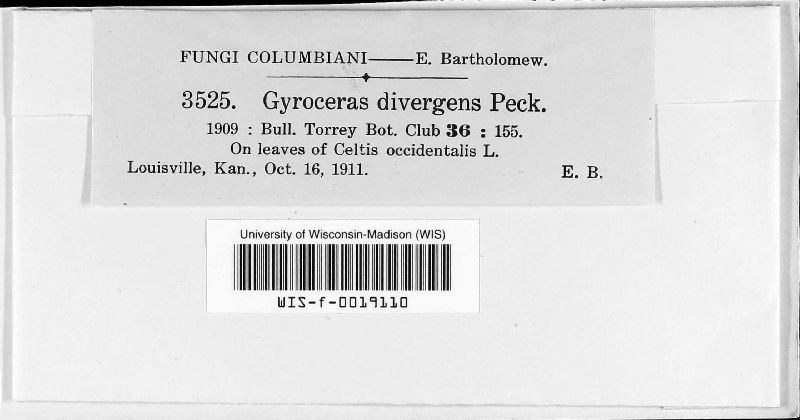 FUNGI COLUMBIANI——E. Bartholomew.
3525. Gyroceras divergens Peck.
1909 : Bull. Torrey Bot. Club 36 : 155.
On leaves of Celtis occidentalis L.
Louisville, Kan., Oct. 16, 1911. E. B.
University of Wisconsin-Madison (WIS)
WIS-f-0019110